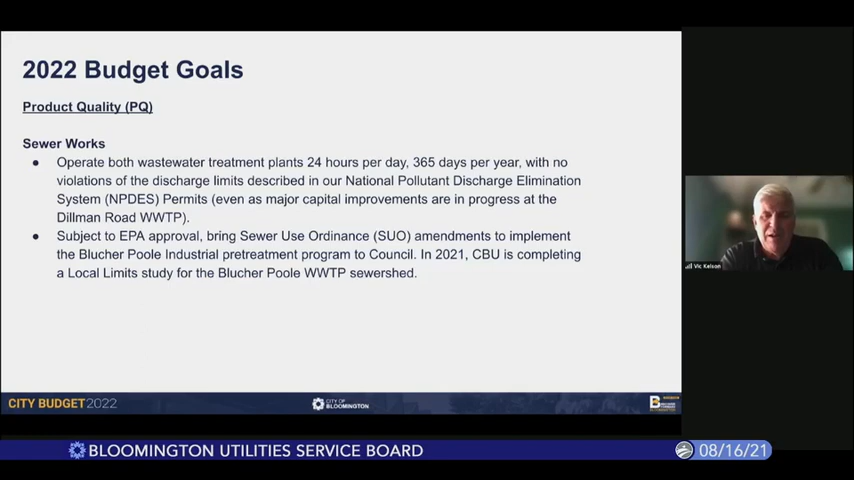 2022 Budget Goals
Product Quality (PQ)
Sewer Works
● Operate both wastewater treatment plants 24 hours per day, 365 days per year, with no
violations of the discharge limits described in our National Pollutant Discharge Elimination
System (NPDES) Permits (even as major capital improvements are in progress at the
Dillman Road WWTP).
● Subject to EPA approval, bring Sewer Use Ordinance (SUO) amendments to implement
the Blucher Poole Industrial pretreatment program to Council. In 2021, CBU is completing
a Local Limits study for the Blucher Poole WWTP sewershed.
Vic Kelson
CITY BUDGET2022
CITY OF
BLOOMINGTON
B
BLOOMINGTON UTILITIES SERVICE BOARD
08/16/21